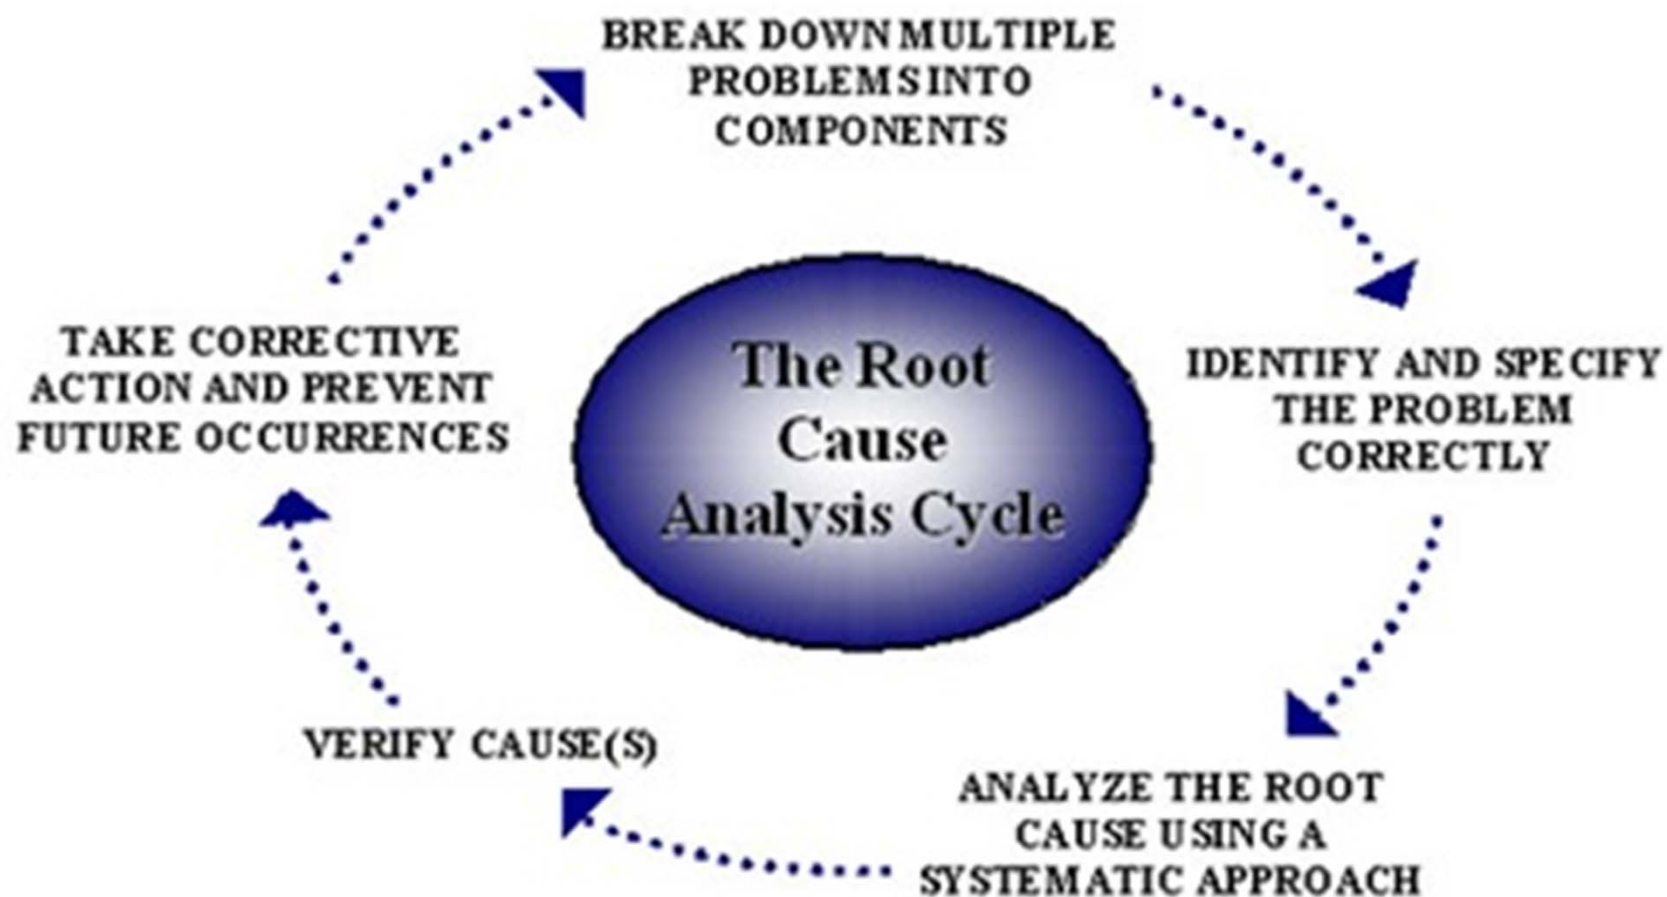 BREAK DOWN MULTIPLE
PROBLEMS INTO
COMPONENTS
IDENTIFY AND SPECIFY
THE PROBLEM
CORRECTLY
ANALYZE THE ROOT
CAUSE USING A
SYSTEMATIC APPROACH
VERIFY CAUSE(S)
TAKE CORRECTIVE
ACTION AND PREVENT
FUTURE OCCURRENCES
The Root
Cause
Analysis Cycle